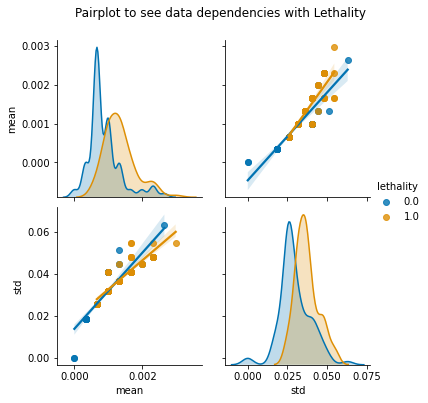 Pairplot to see data dependencies with Lethality
0.003
0.002
0.001
0.000
mean
lethality
0.0
1.0
0.06
0.04
0.02
0.00
std
0.000 0.002
mean
0.000 0.025 0.050 0.075
std